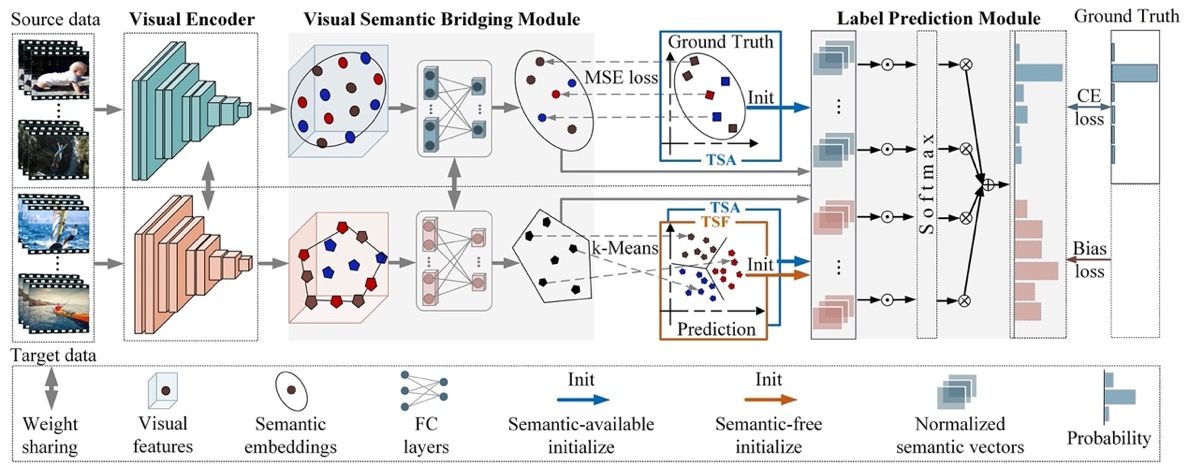 Source data
Visual Encoder
Visual Semantic Bridging Module
Label Prediction Module
Ground Truth
Ground Truth
MSE loss
Init
TSA
Softmax
CE
loss
TSA
TSF
k-Means
Init
Prediction
Bias
loss
Target data
Weight
sharing
Visual
features
Semantic
embeddings
FC
layers
Init
Semantic-available
initialize
Init
Semantic-free
initialize
Normalized
semantic vectors
Probability